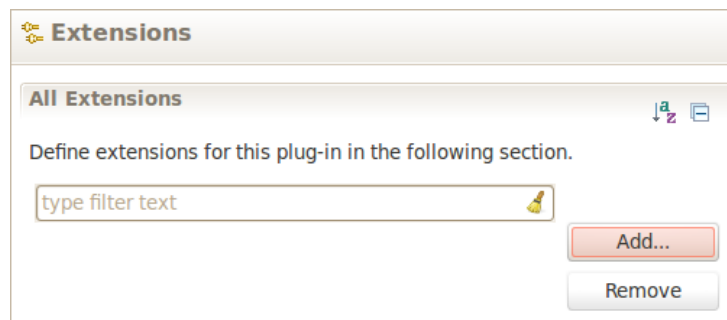 Extensions
All Extensions
Define extensions for this plug-in in the following section.
type filter text
Add...
Remove